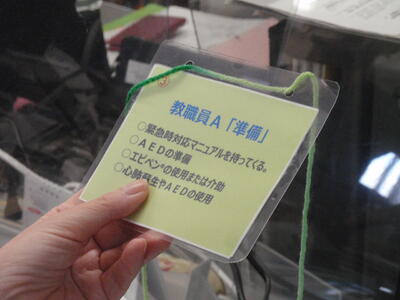 教職員A「準備」
○緊急時対応マニュアルを持ってくる。
○AEDの準備
○エピペン®の使用または介助
○心肺蘇生やAEDの使用